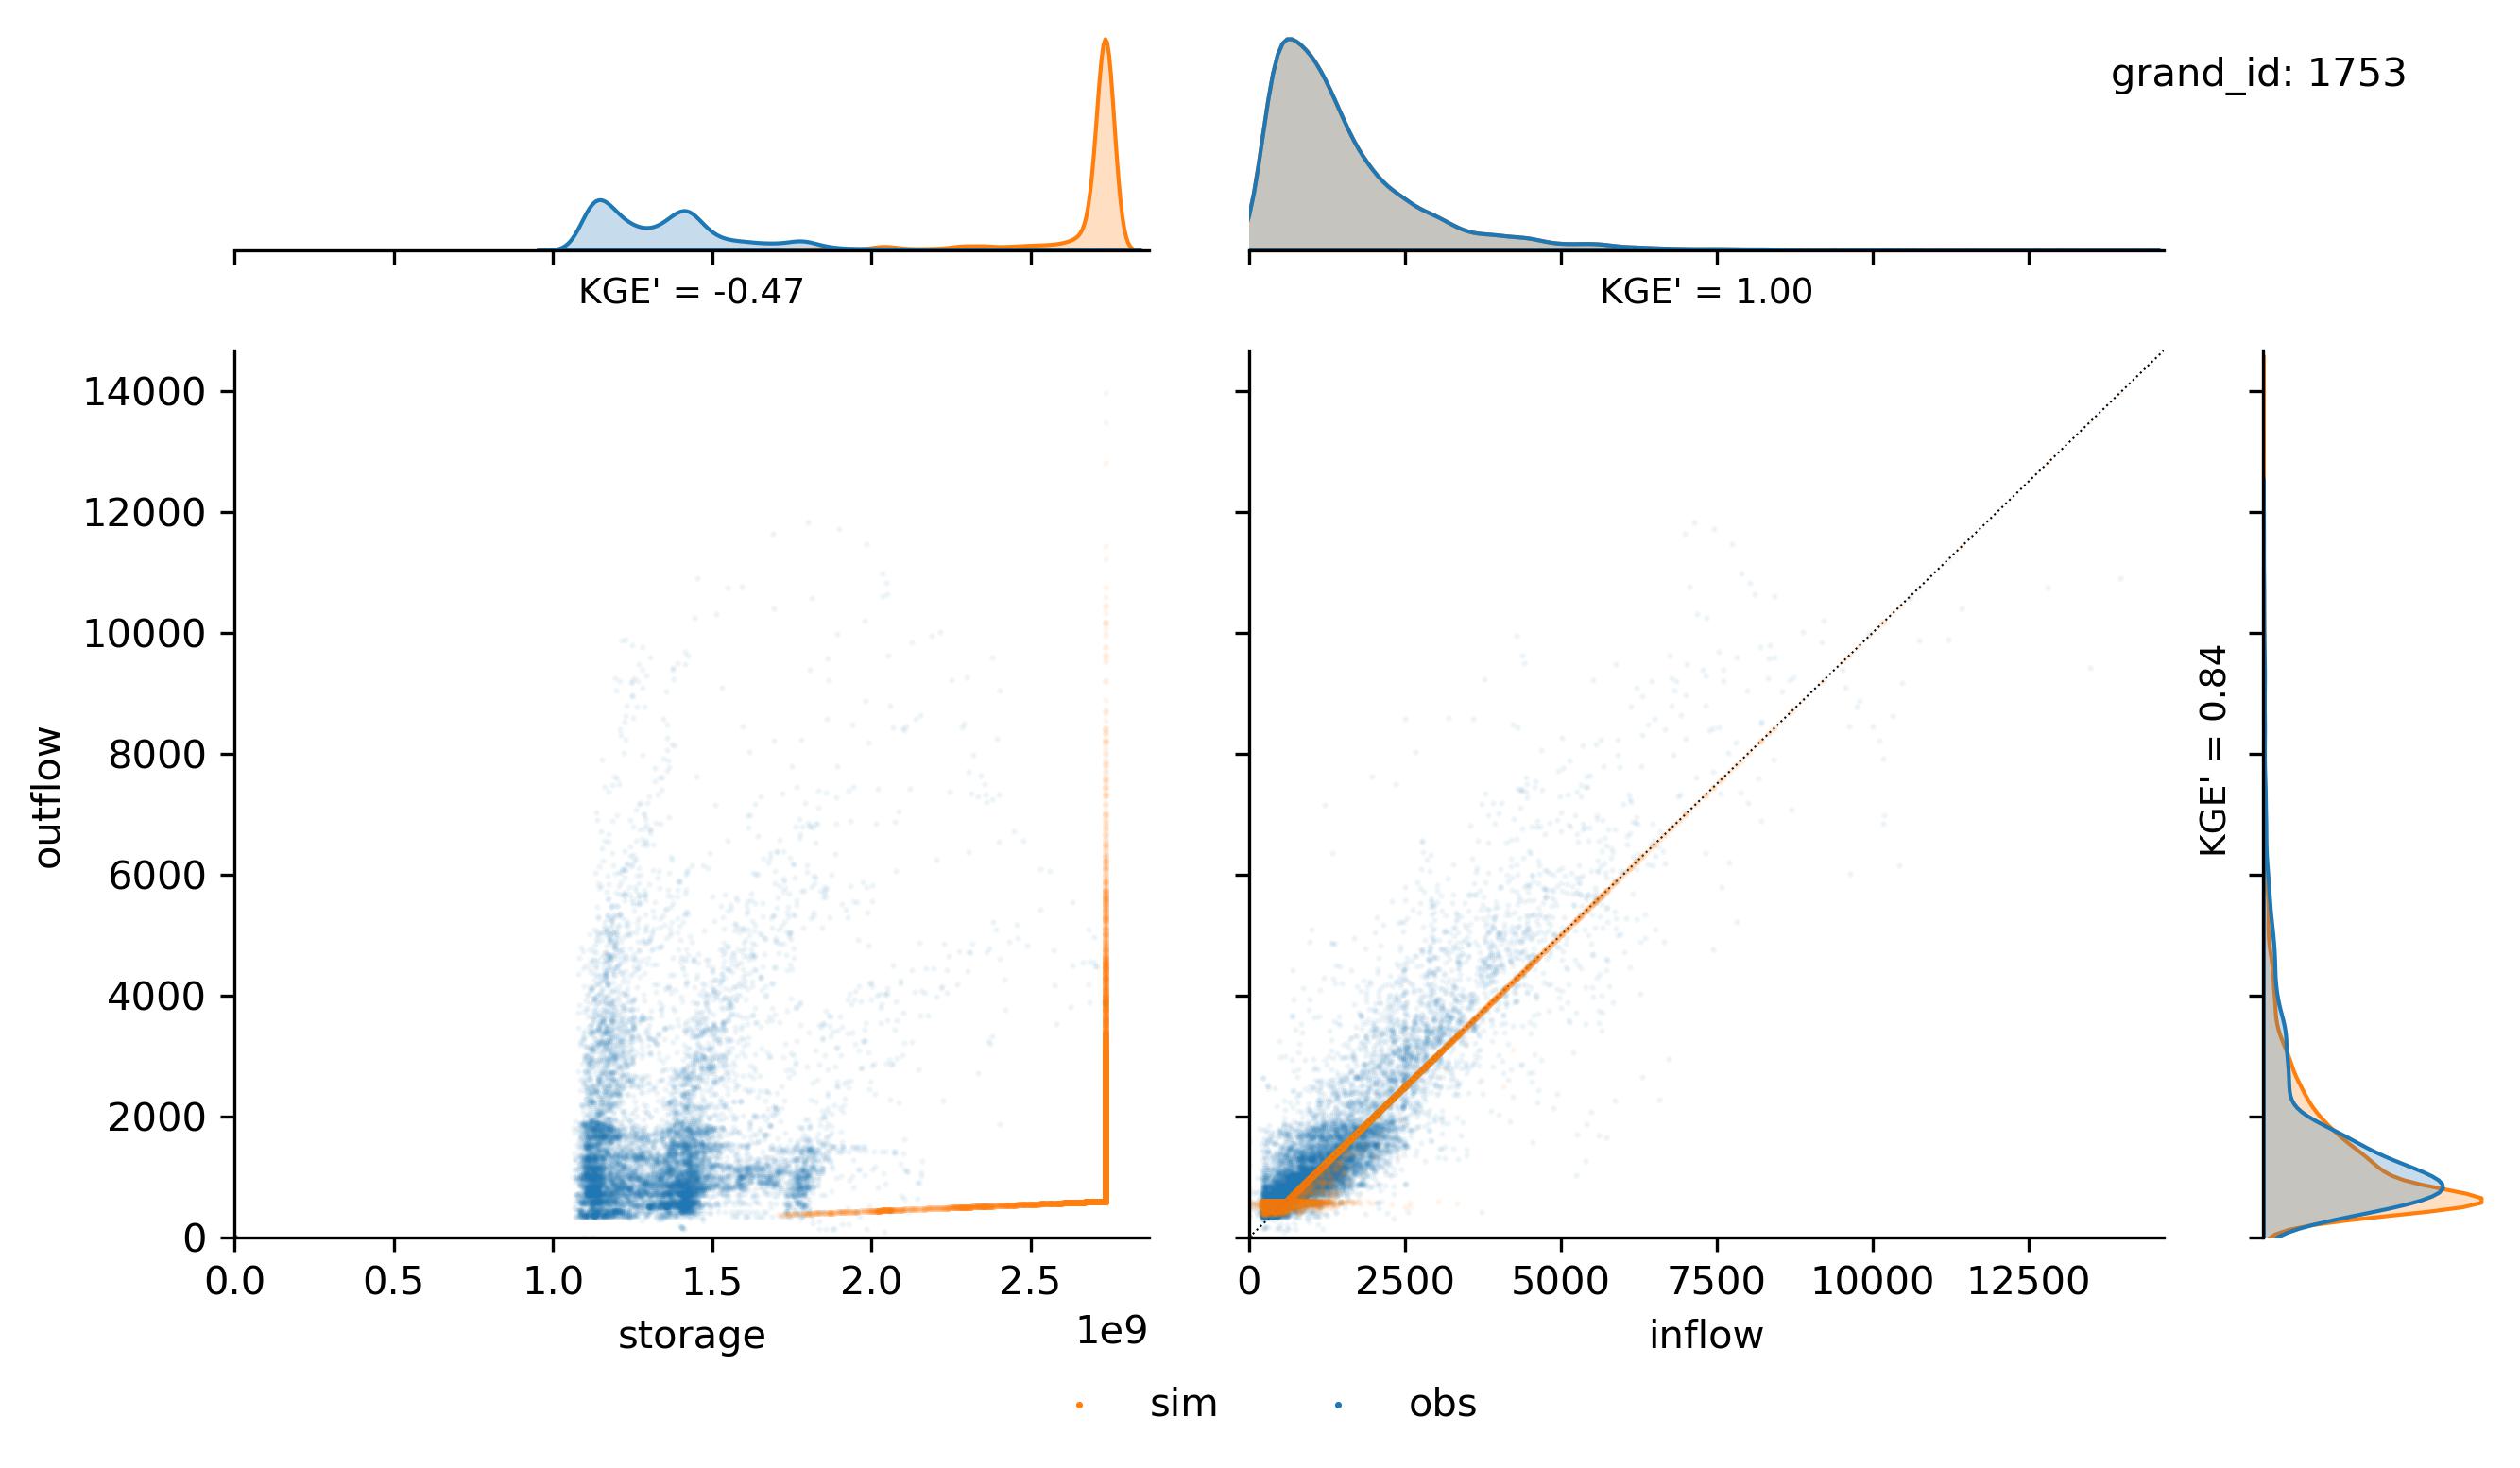 grand_id: 1753
KGE' = -0.47
KGE' = 1.00
14000
12000
10000
8000
6000
4000
2000
0
outflow
KGE' = 0.84
0.0 0.5 1.0 1.5 2.0 2.5
0 2500 5000 7500 10000 12500
1e9
storage
inflow
sim obs